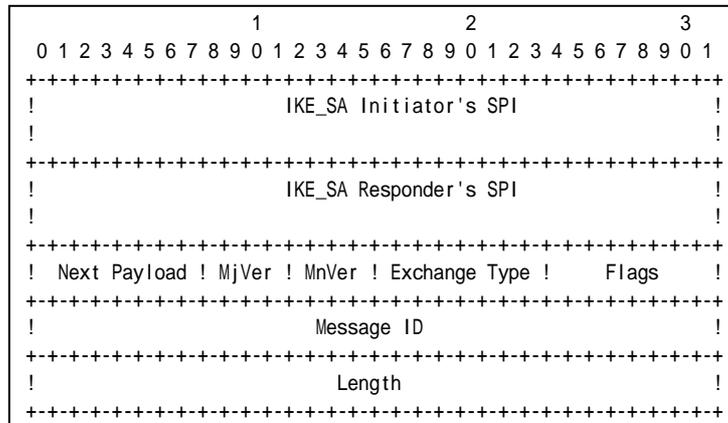 1 2 3
0 1 2 3 4 5 6 7 8 9 0 1 2 3 4 5 6 7 8 9 0 1 2 3 4 5 6 7 8 9 0 1
+-+-+-+-+-+-+-+-+-+-+-+-+-+-+-+-+-+-+-+-+-+-+-+-+-+-+-+-+-+-+-+-+
! IKE_SA Initiator's SPI !
! !
+-+-+-+-+-+-+-+-+-+-+-+-+-+-+-+-+-+-+-+-+-+-+-+-+-+-+-+-+-+-+-+-+
! IKE_SA Responder's SPI !
! !
+-+-+-+-+-+-+-+-+-+-+-+-+-+-+-+-+-+-+-+-+-+-+-+-+-+-+-+-+-+-+-+-+
! Next Payload ! MjVer ! MnVer ! Exchange Type ! Flags !
+-+-+-+-+-+-+-+-+-+-+-+-+-+-+-+-+-+-+-+-+-+-+-+-+-+-+-+-+-+-+-+-+
! Message ID !
+-+-+-+-+-+-+-+-+-+-+-+-+-+-+-+-+-+-+-+-+-+-+-+-+-+-+-+-+-+-+-+-+
! Length !
+-+-+-+-+-+-+-+-+-+-+-+-+-+-+-+-+-+-+-+-+-+-+-+-+-+-+-+-+-+-+-+-+